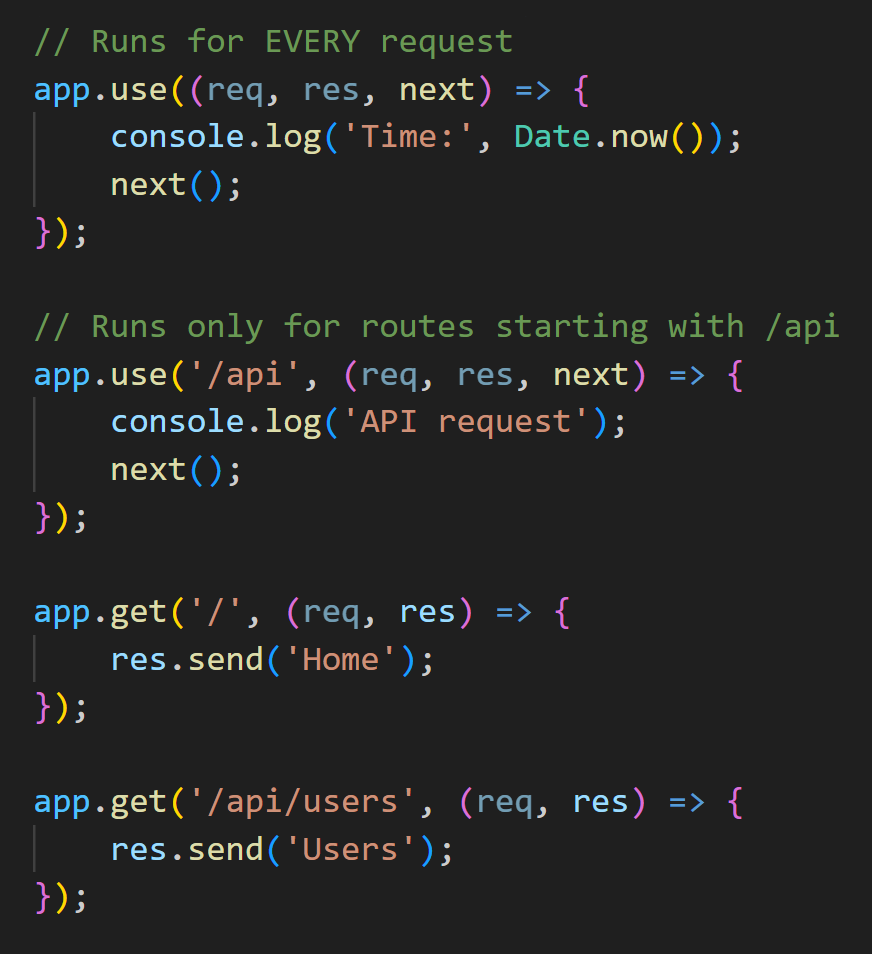 // Runs for EVERY request
app.use((req, res, next) => {
    console.log('Time:', Date.now());
    next();
});

// Runs only for routes starting with /api
app.use('/api', (req, res, next) => {
    console.log('API request');
    next();
});

app.get('/', (req, res) => {
    res.send('Home');
});

app.get('/api/users', (req, res) => {
    res.send('Users');
});